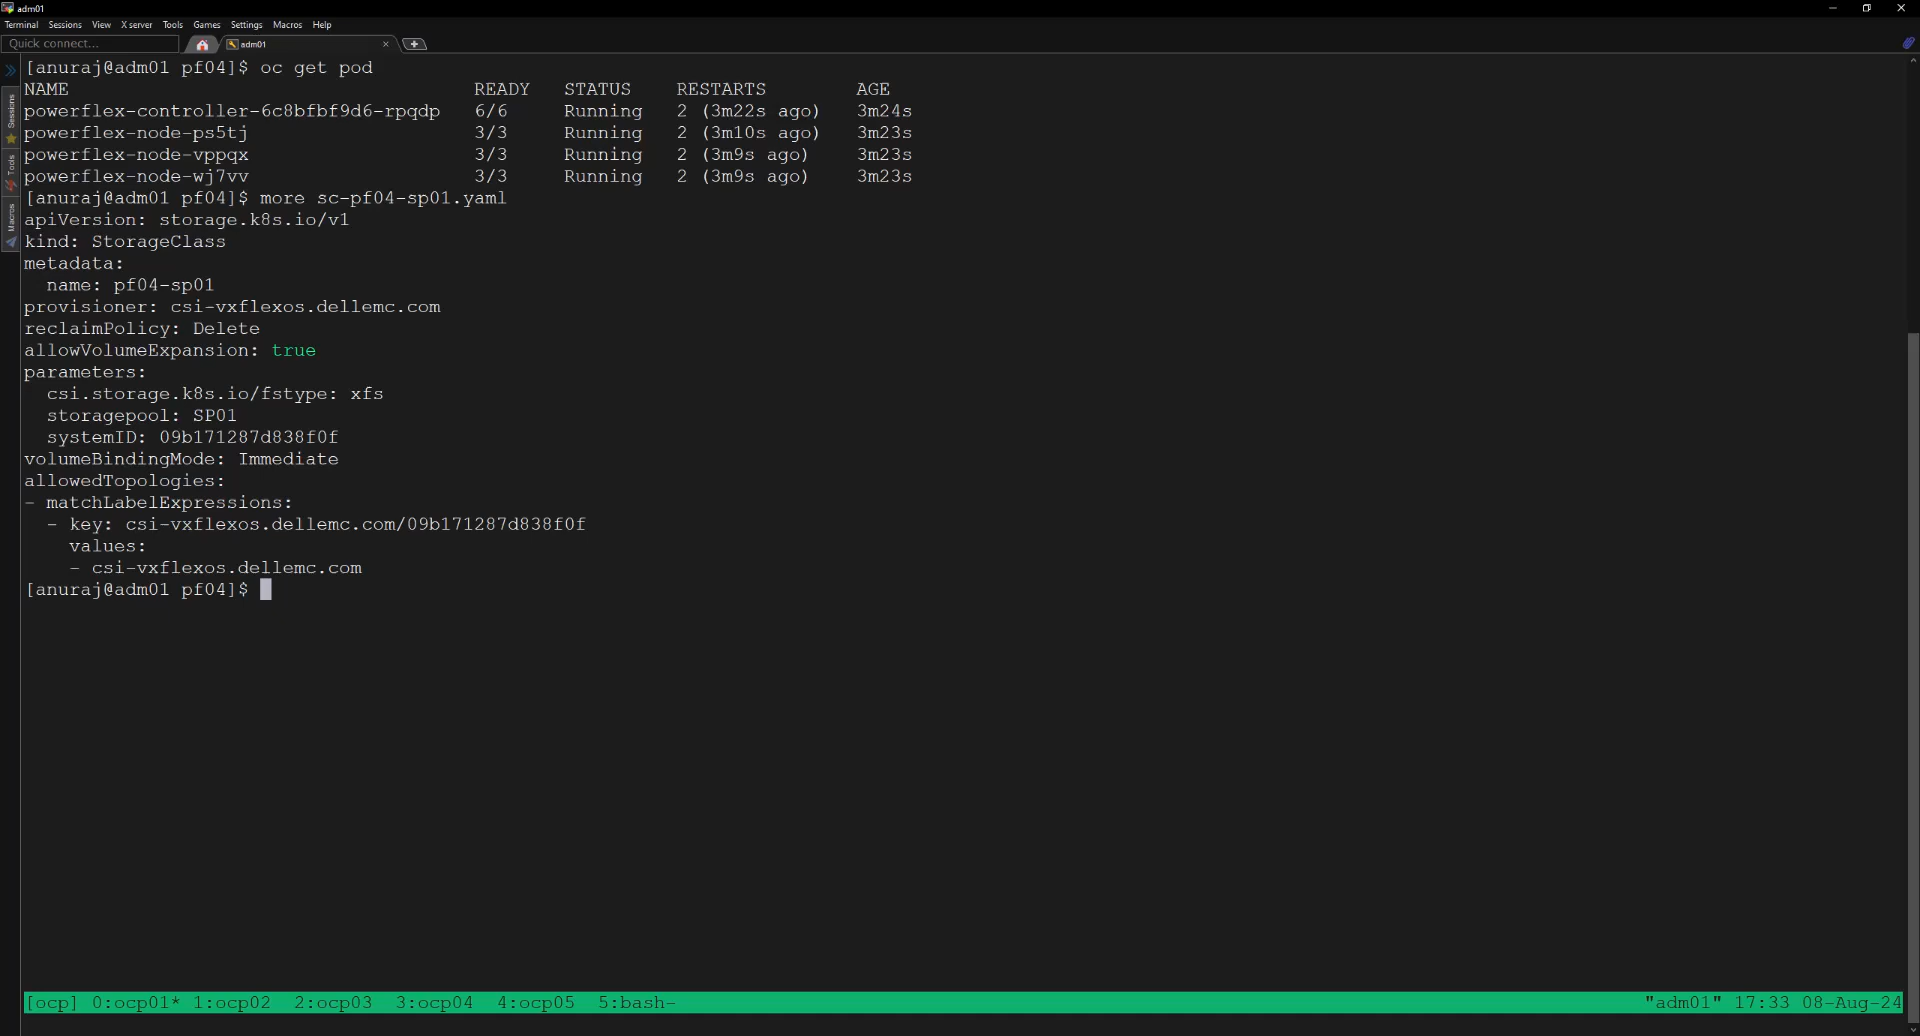 adm01
Terminal Sessions View X server Tools Games Settings Macros Help
Quick connect... adm01
[anuraj@adm01 pf04]$ oc get pod
NAME READY STATUS RESTARTS AGE
powerflex-controller-6c8bfbf9d6-rpqdp 6/6 Running 2 (3m22s ago) 3m24s
powerflex-node-ps5tj 3/3 Running 2 (3m10s ago) 3m23s
powerflex-node-vppqx 3/3 Running 2 (3m9s ago) 3m23s
powerflex-node-wj7vv 3/3 Running 2 (3m9s ago) 3m23s
[anuraj@adm01 pf04]$ more sc-pf04-sp01.yaml
apiVersion: storage.k8s.io/v1
kind: StorageClass
metadata:
  name: pf04-sp01
provisioner: csi-vxflexos.dellemc.com
reclaimPolicy: Delete
allowVolumeExpansion: true
parameters:
  csi.storage.k8s.io/fstype: xfs
  storagepool: SP01
  systemID: 09b171287d838f0f
volumeBindingMode: Immediate
allowedTopologies:
- matchLabelExpressions:
  - key: csi-vxflexos.dellemc.com/09b171287d838f0f
    values:
    - csi-vxflexos.dellemc.com
[anuraj@adm01 pf04]$
Sessions
Tools
Macros
[ocp] 0:ocp01* 1:ocp02 2:ocp03 3:ocp04 4:ocp05 5:bash- "adm01" 17:33 08-Aug-24